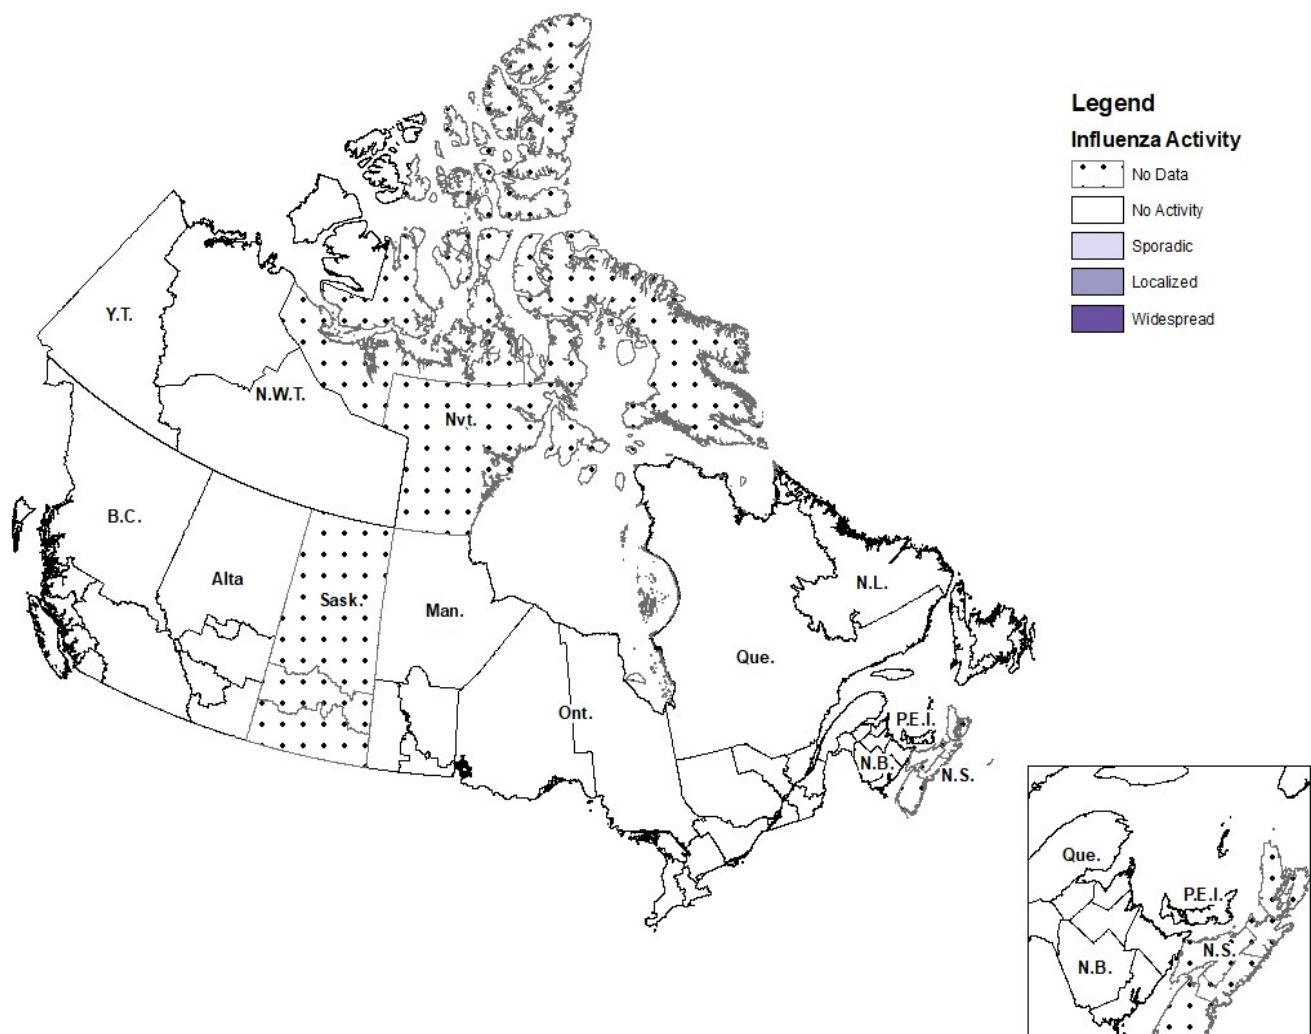 Legend
Influenza Activity
No Data
No Activity
Sporadic
Localized
Widespread
Y.T.
N.W.T.
Nvt.
B.C.
Alta
Sask.
Man.
N.L.
Que.
Ont.
P.E.I.
N.B.
N.S.
Que.
P.E.I.
N.S.
N.B.